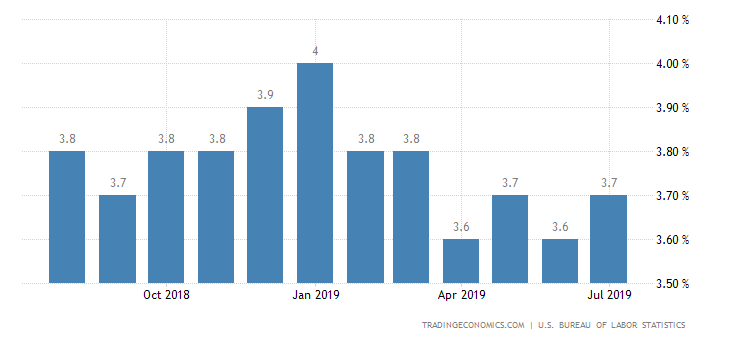 4.10 %
4
4.00 %
3.9
3.90 %
3.8 3.8 3.8 3.8 3.8
3.80 %
3.7 3.7 3.7
3.70 %
3.6 3.6
3.60 %
3.50 %
Oct 2018 Jan 2019 Apr 2019 Jul 2019
TRADINGECONOMICS.COM | U.S. BUREAU OF LABOR STATISTICS